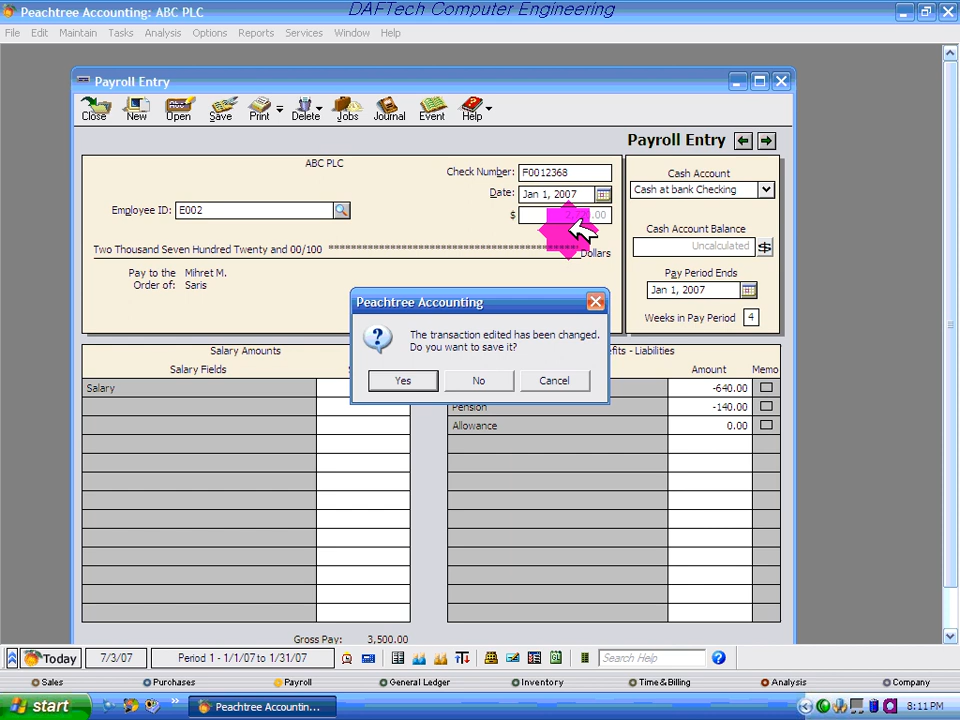 Peachtree Accounting: ABC PLC
DAFTech Computer Engineering
File Edit Maintain Tasks Analysis Options Reports Services Window Help
Payroll Entry
Close New Open Save Print Delete Jobs Journal Event Help
Payroll Entry
ABC PLC
Check Number: F0012368
Date: Jan 1, 2007
$
Employee ID: E002
Two Thousand Seven Hundred Twenty and 00/100
Dollars
Pay to the Order of:
Mihret M. Saris
Cash Account
Cash at bank Checking
Cash Account Balance
Uncalculated
Pay Period Ends
Jan 1, 2007
Weeks in Pay Period 4
Peachtree Accounting
The transaction edited has been changed.
Do you want to save it?
Yes No Cancel
Salary Amounts
Salary Fields
Salary
- Liabilities
Amount Memo
-640.00
Pension -140.00
Allowance 0.00
Gross Pay: 3,500.00
Today 7/3/07 Period 1 - 1/1/07 to 1/31/07 Search Help
Sales Purchases Payroll General Ledger Inventory Time & Billing Analysis Company
start Peachtree Accountin... 8:11 PM